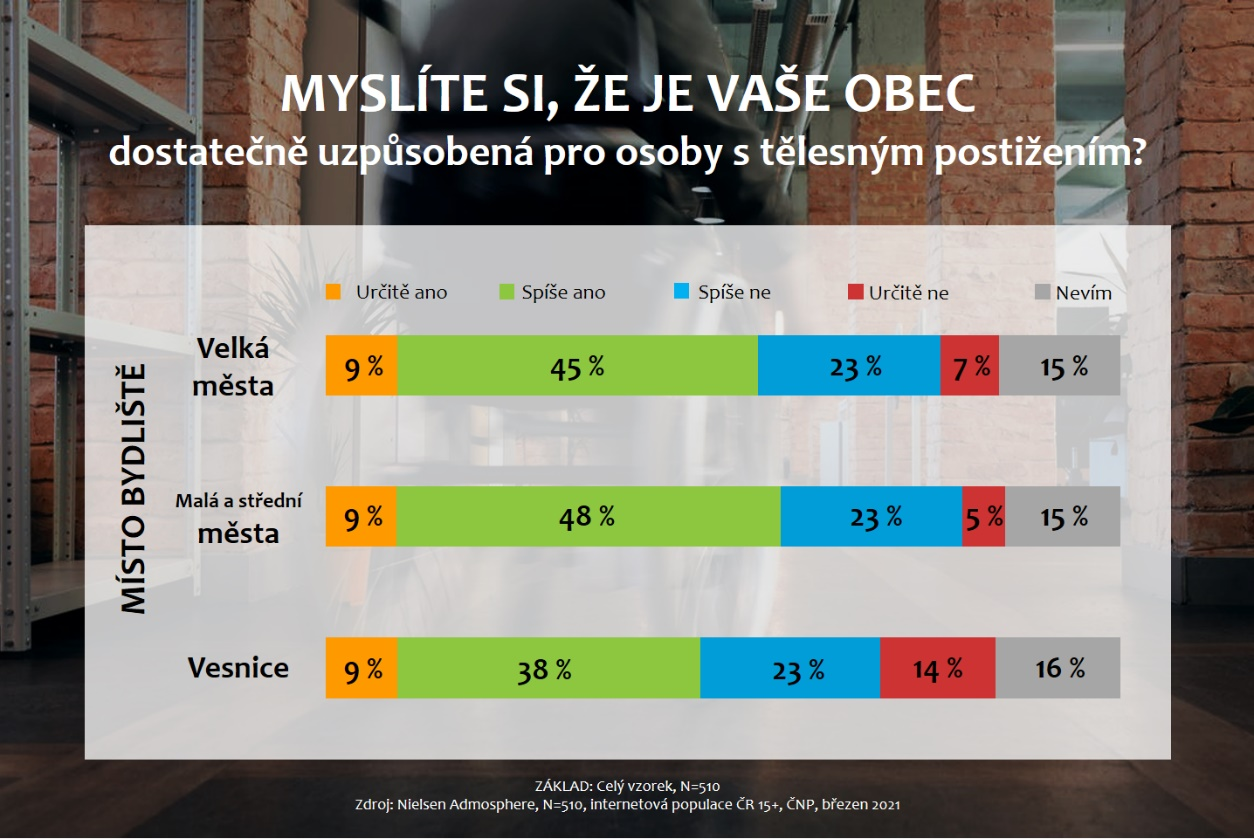 MYSLÍTE SI, ŽE JE VAŠE OBEC
dostatečně uzpůsobená pro osoby s tělesným postižením?
Určitě ano
Spíše ano
Spíše ne
Určitě ne
Nevím
MÍSTO BYDLIŠTĚ
Velká
města
9 %
45 %
23 %
7 %
15 %
Malá a střední
města
9 %
48 %
23 %
5 %
15 %
Vesnice
9 %
38 %
23 %
14 %
16 %
ZÁKLAD: Celý vzorek, N=510
Zdroj: Nielsen Admosphere, N=510, internetová populace ČR 15+, ČNP, březen 2021